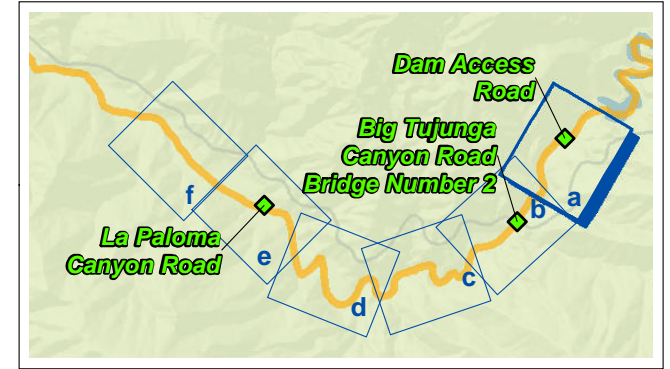 Dam Access
Road
Big Tujunga
Canyon Road
Bridge Number 2
a
b
f
La Paloma
Canyon Road
e
c
d